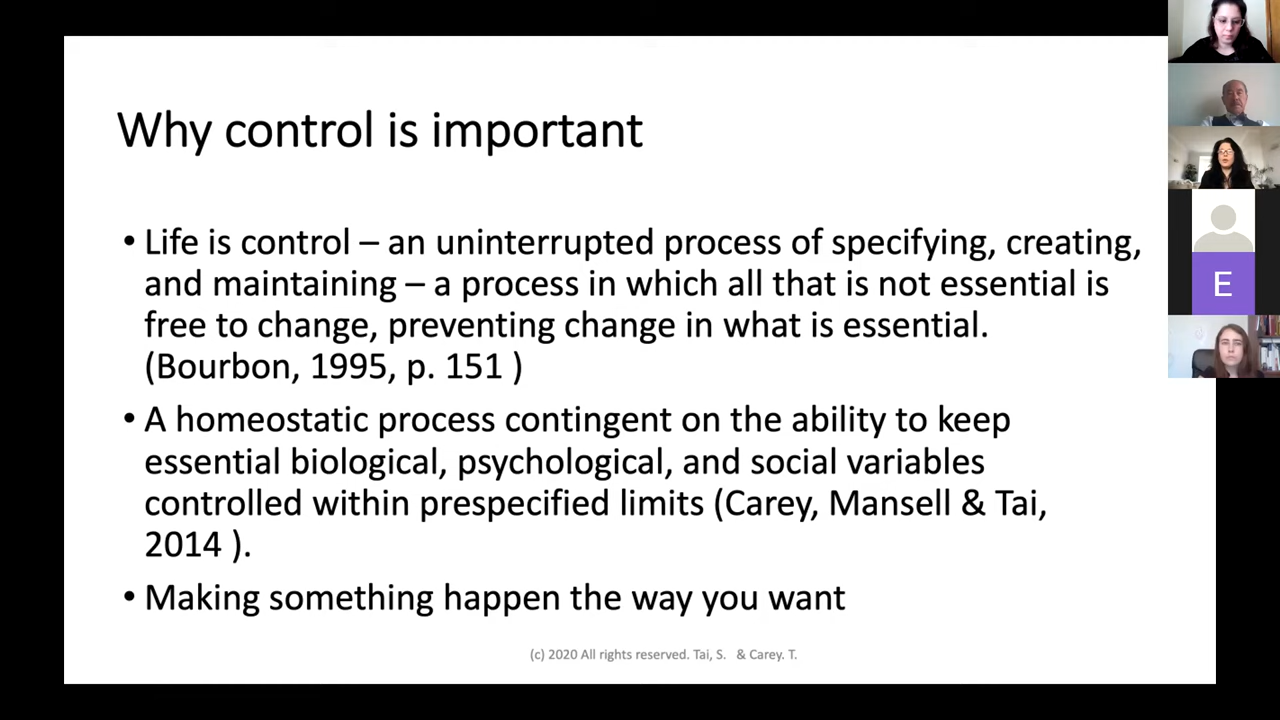 Why control is important
• Life is control – an uninterrupted process of specifying, creating,
and maintaining – a process in which all that is not essential is
free to change, preventing change in what is essential.
(Bourbon, 1995, p. 151 )
• A homeostatic process contingent on the ability to keep
essential biological, psychological, and social variables
controlled within prespecified limits (Carey, Mansell & Tai,
2014 ).
• Making something happen the way you want
(c) 2020 All rights reserved. Tai, S. & Carey. T.
E